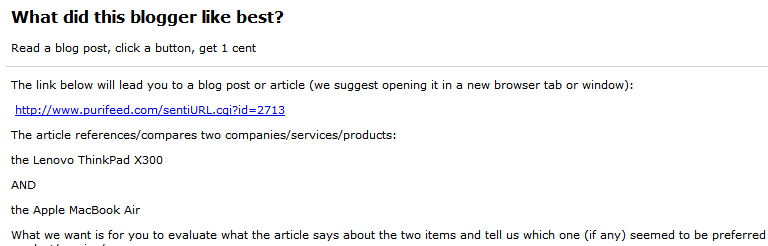 What did this blogger like best?
Read a blog post, click a button, get 1 cent
The link below will lead you to a blog post or article (we suggest opening it in a new browser tab or window):
http://www.purifeed.com/sentiURL.cgi?id=2713
The article references/compares two companies/services/products:
the Lenovo ThinkPad X300
AND
the Apple MacBook Air
What we want is for you to evaluate what the article says about the two items and tell us which one (if any) seemed to be preferred